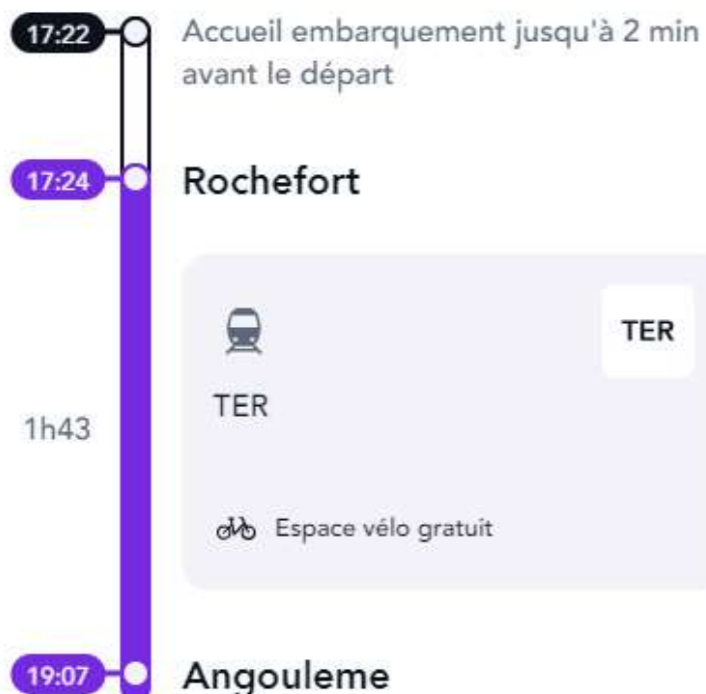 17:22
Accueil embarquement jusqu'à 2 min
avant le départ
17:24
Rochefort
TER
TER
1h43
Espace vélo gratuit
19:07
Angouleme